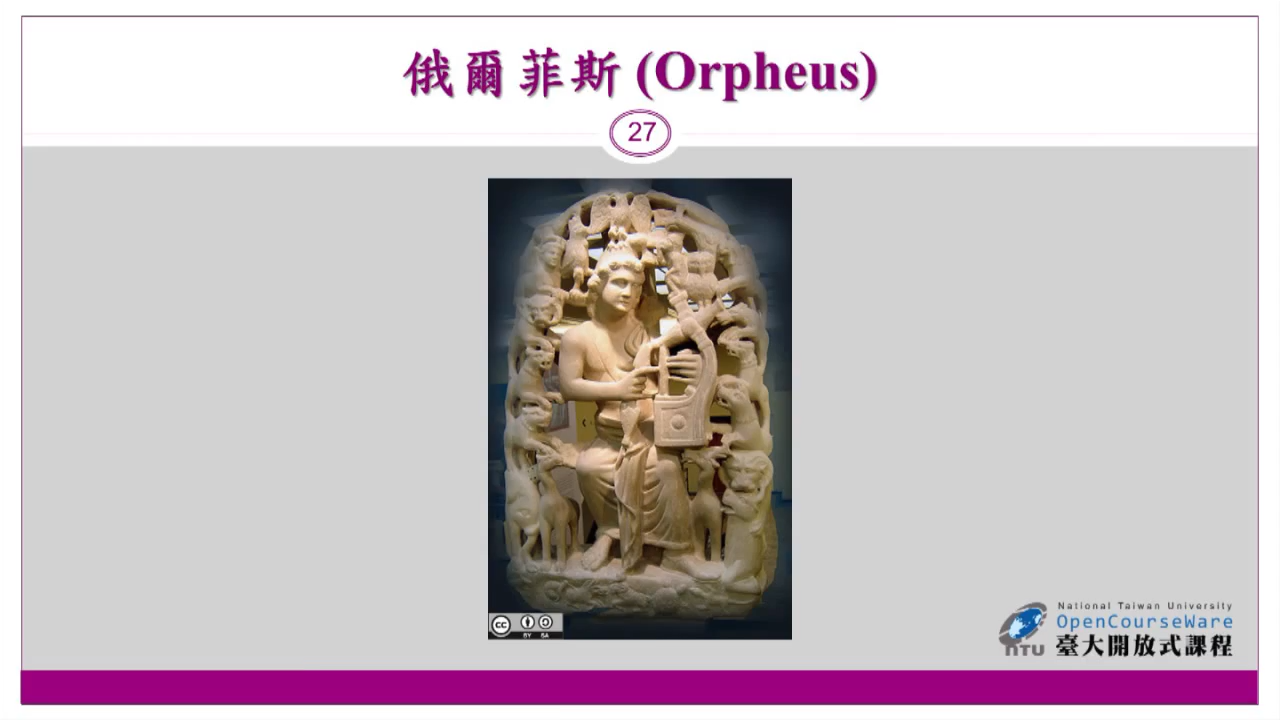 俄爾菲斯 (Orpheus)
27
cc
BY SA
National Taiwan University
OpenCourseWare
NTU
臺大開放式課程